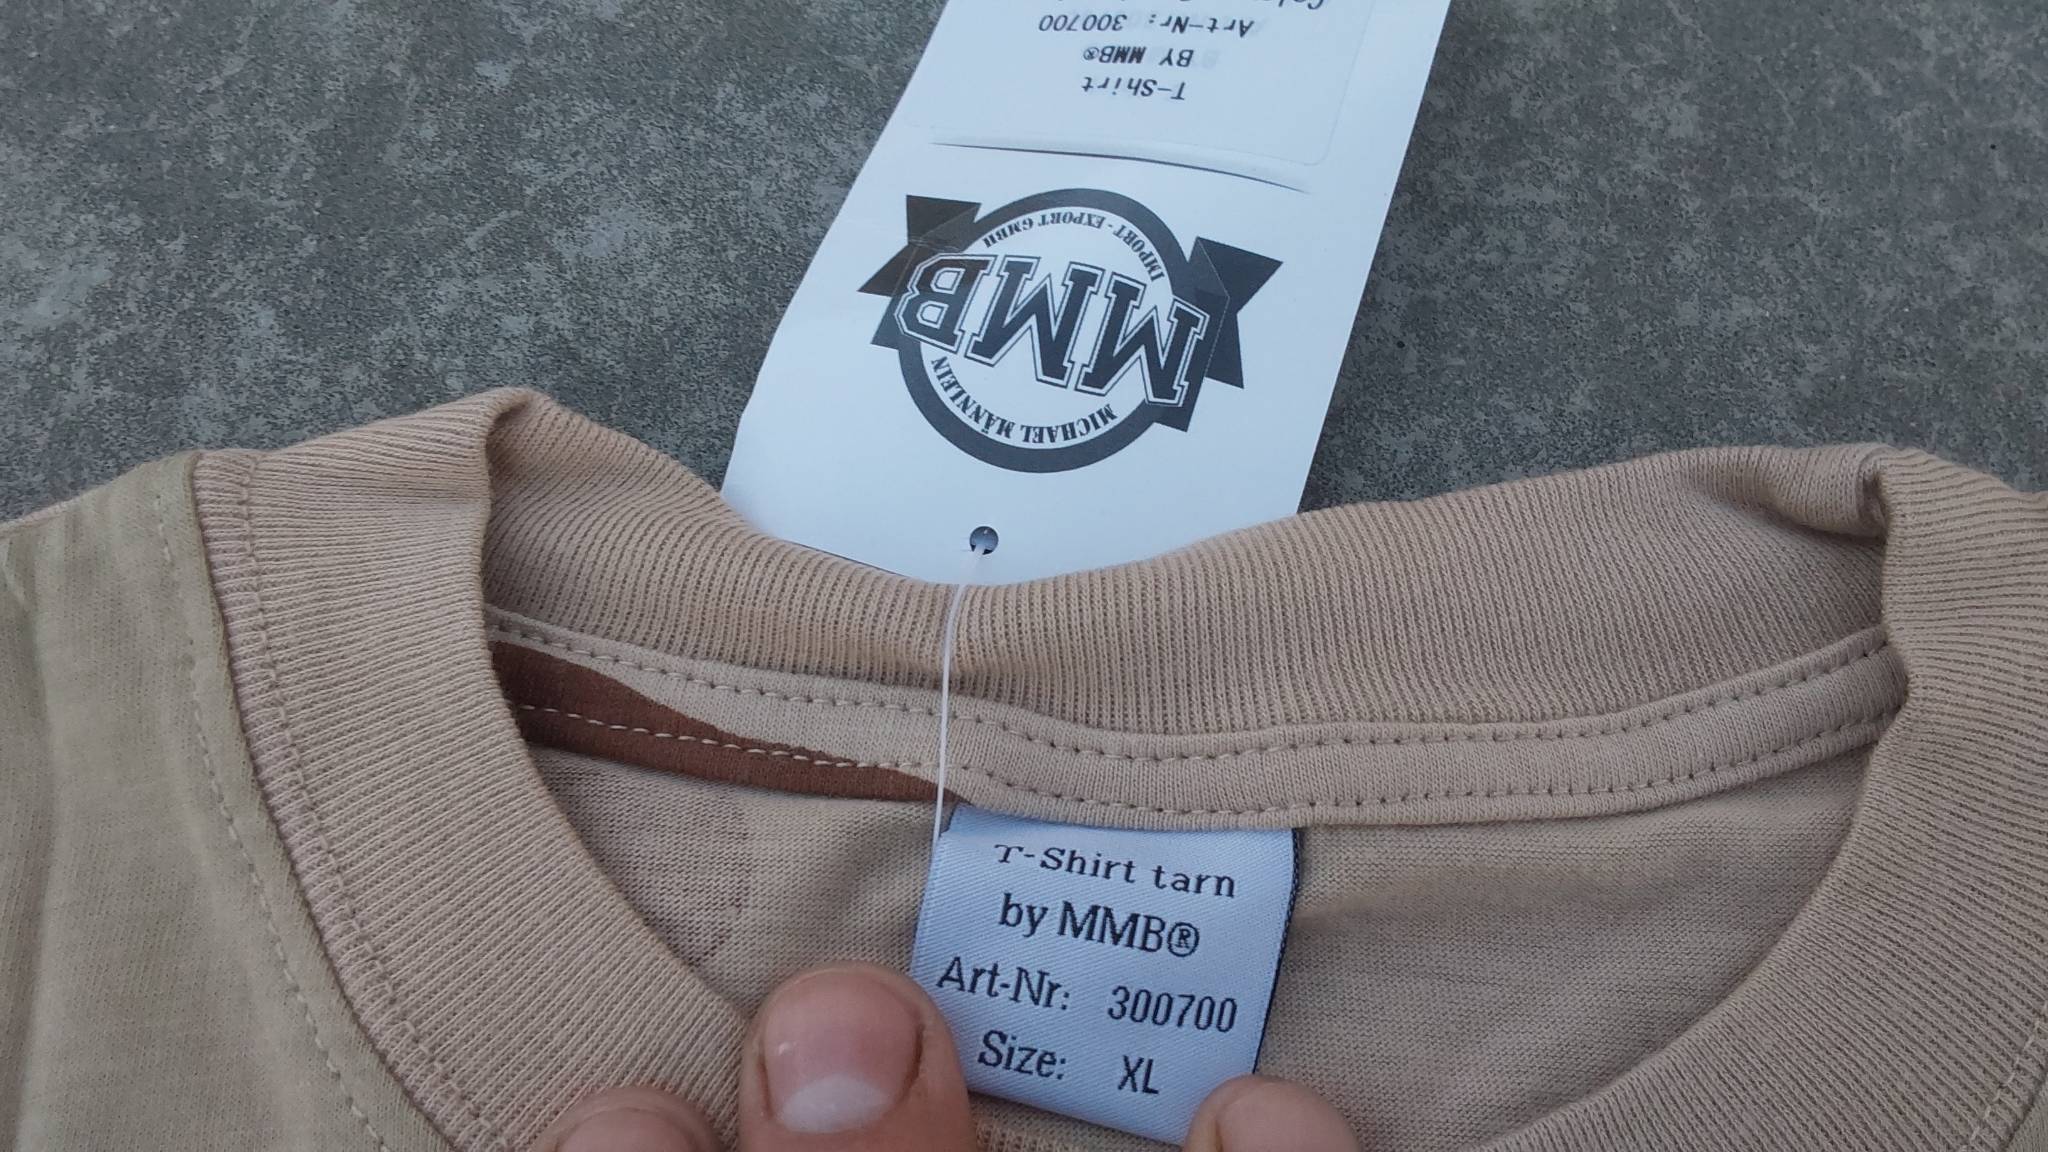 T-Shirt
BY MMB®
Art-Nr: 300700
MICHAEL MÄNNLEIN
MMB
IMPORT - EXPORT GMBH
T-Shirt tarn
by MMB®
Art-Nr: 300700
Size: XL